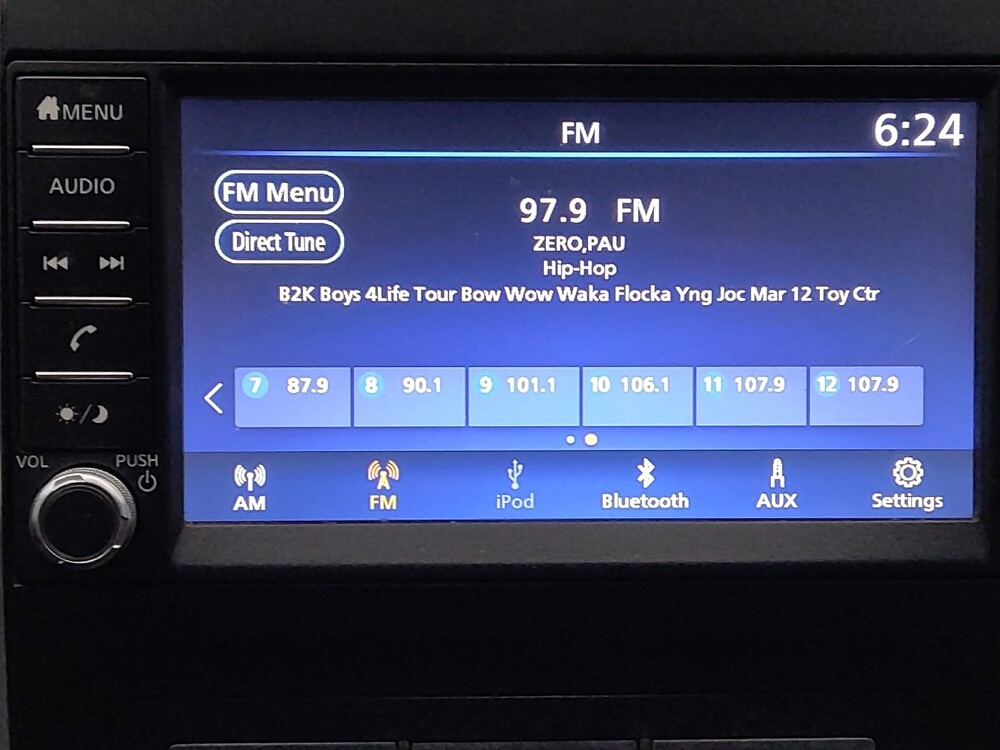 MENU
AUDIO
VOL
PUSH
FM
6:24
FM Menu
Direct Tune
97.9 FM
ZERO,PAU
Hip-Hop
B2K Boys 4Life Tour Bow Wow Waka Flocka Yng Joc Mar 12 Toy Ctr
7 87.9 8 90.1 9 101.1 10 106.1 11 107.9 12 107.9
AM FM iPod Bluetooth AUX Settings